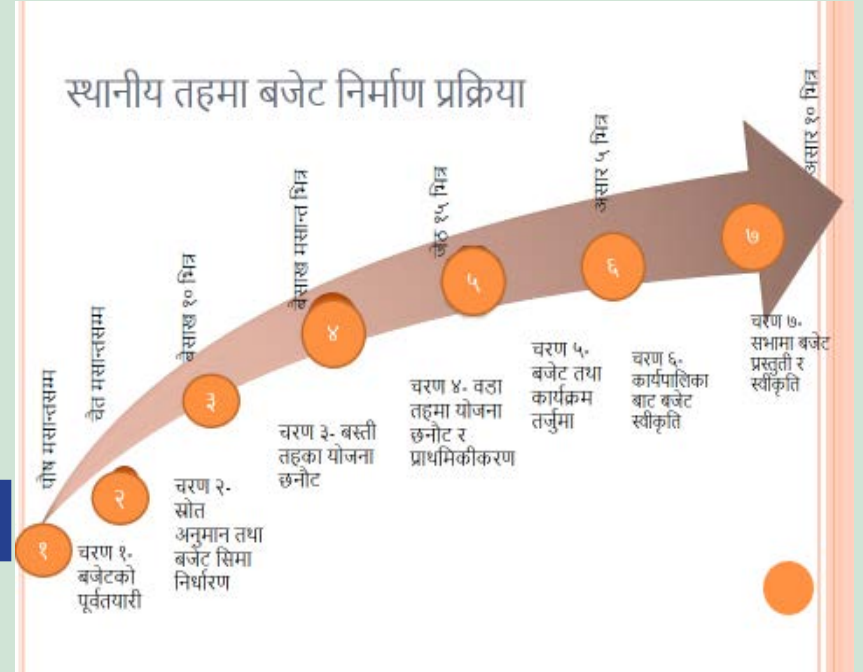 स्थानीय तहमा बजेट निर्माण प्रक्रिया
पौष मसान्तसम्म
चैत मसान्तसम्म
बैसाख १० भित्र
बैसाख मसान्त भित्र
जेठ १५ भित्र
असार ५ भित्र
असार १० भित्र
१
२
३
४
५
६
७
चरण १-
बजेटको
पूर्वतयारी
चरण २-
स्रोत
अनुमान तथा
बजेट सिमा
निर्धारण
चरण ३- बस्ती
तहका योजना
छनौट
चरण ४- वडा
तहमा योजना
छनौट र
प्राथमिकीकरण
चरण ५-
बजेट तथा
कार्यक्रम
तर्जुमा
चरण ६-
कार्यपालिका
बाट बजेट
स्वीकृति
चरण ७-
सभामा बजेट
प्रस्तुती र
स्वीकृति